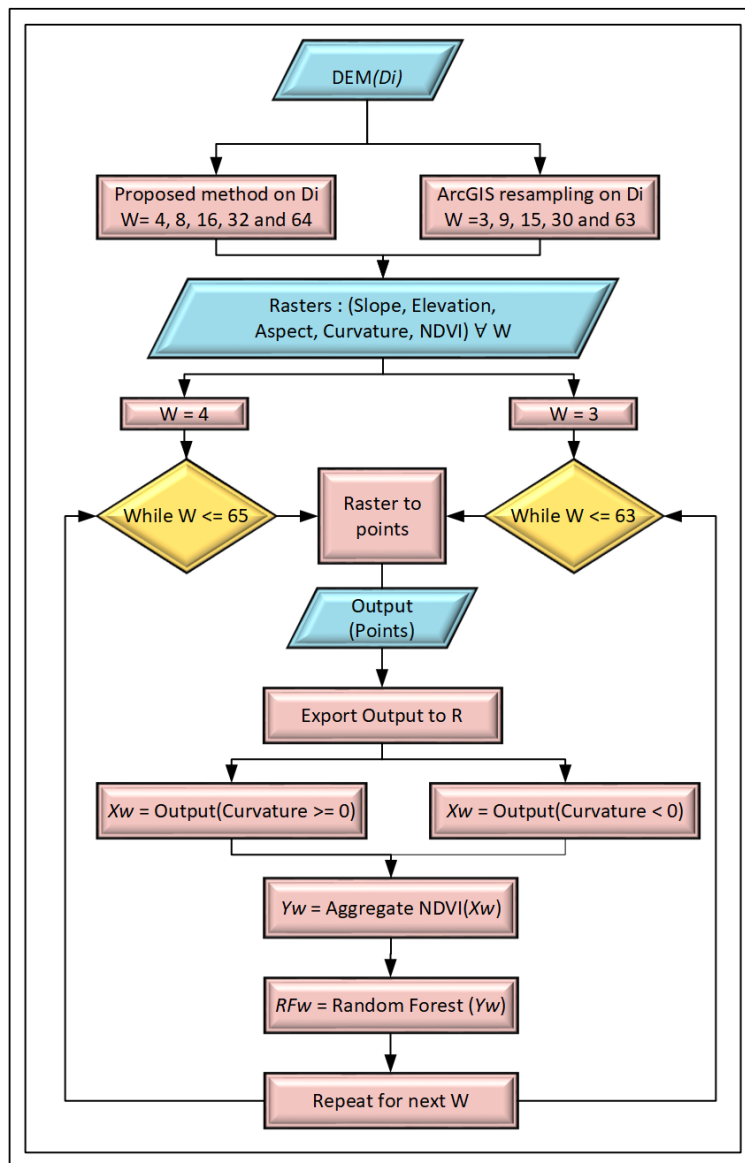 DEM(Di)
Proposed method on Di
W= 4, 8, 16, 32 and 64
ArcGIS resampling on Di
W =3, 9, 15, 30 and 63
Rasters : (Slope, Elevation,
Aspect, Curvature, NDVI) ∀ W
W = 4
W = 3
While W <= 65
Raster to
points
While W <= 63
Output
(Points)
Export Output to R
Xw = Output(Curvature >= 0)
Xw = Output(Curvature < 0)
Yw = Aggregate NDVI(Xw)
RFw = Random Forest (Yw)
Repeat for next W